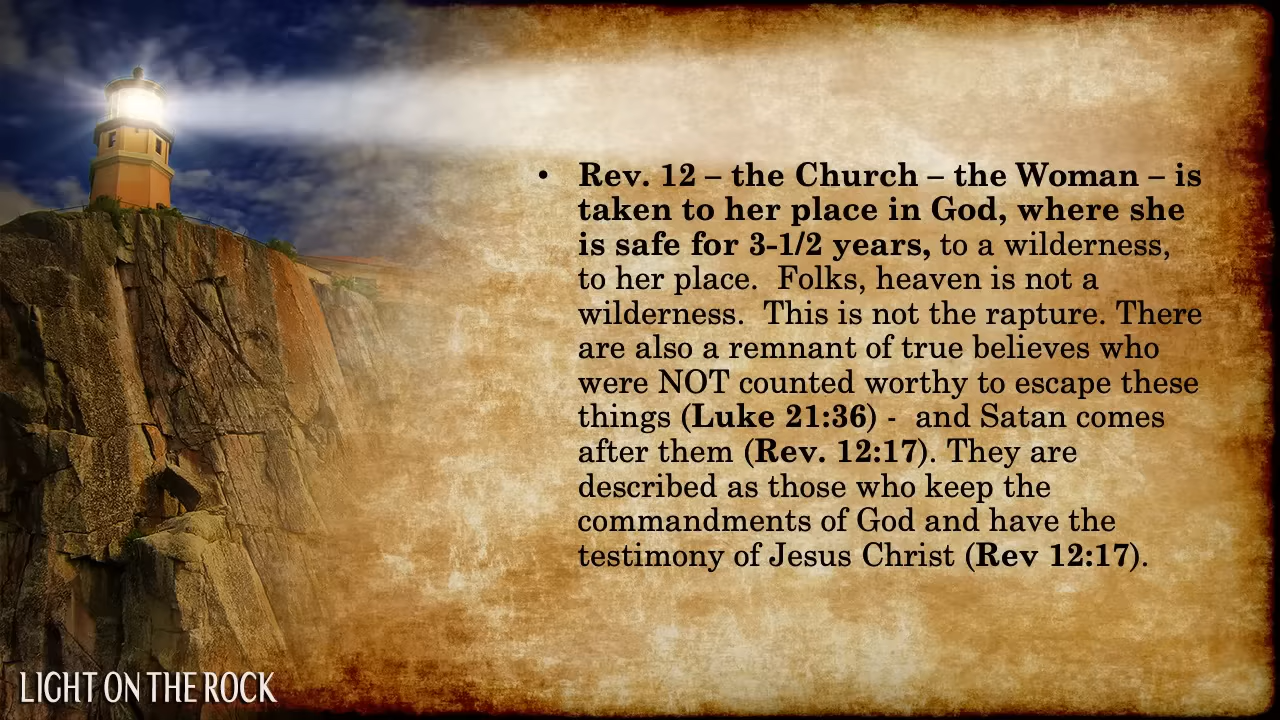 • Rev. 12 – the Church – the Woman – is
taken to her place in God, where she
is safe for 3-1/2 years, to a wilderness,
to her place.  Folks, heaven is not a
wilderness.  This is not the rapture. There
are also a remnant of true believes who
were NOT counted worthy to escape these
things (Luke 21:36) -  and Satan comes
after them (Rev. 12:17). They are
described as those who keep the
commandments of God and have the
testimony of Jesus Christ (Rev 12:17).
LIGHT ON THE ROCK